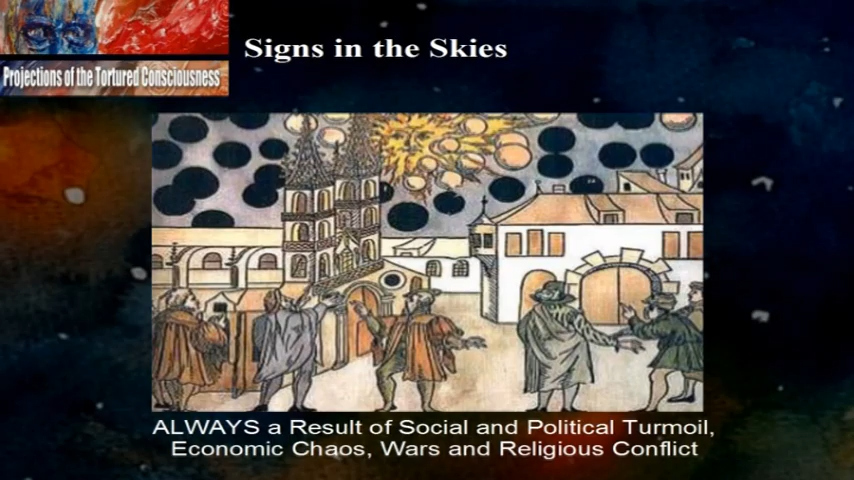 Signs in the Skies
Projections of the Tortured Consciousness
ALWAYS a Result of Social and Political Turmoil,
Economic Chaos, Wars and Religious Conflict